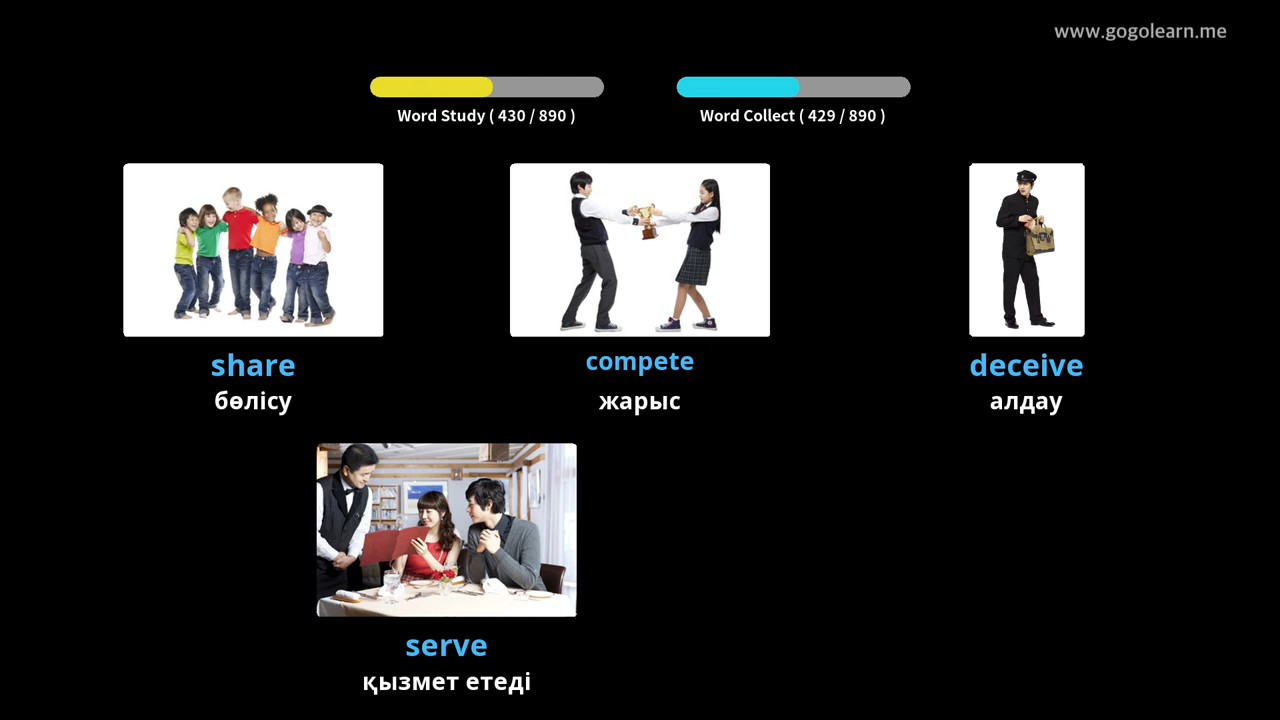 www.gogolearn.me
Word Study ( 430 / 890 )
Word Collect ( 429 / 890 )
share
бөлісу
compete
жарыс
deceive
алдау
serve
қызмет етеді